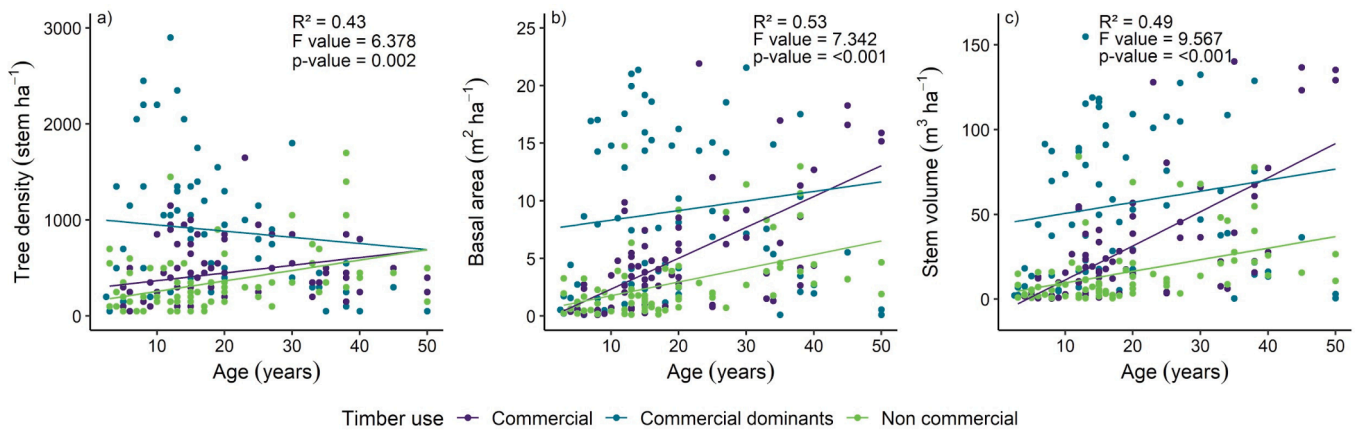 a)
R² = 0.43
F value = 6.378
p-value = 0.002
Tree density (stem ha⁻¹)
3000
2000
1000
0
10 20 30 40 50
Age (years)
b)
R² = 0.53
F value = 7.342
p-value = <0.001
Basal area (m² ha⁻¹)
25
20
15
10
5
0
10 20 30 40 50
Age (years)
c)
R² = 0.49
F value = 9.567
p-value = <0.001
Stem volume (m³ ha⁻¹)
150
100
50
0
10 20 30 40 50
Age (years)
Timber use Commercial Commercial dominants Non commercial